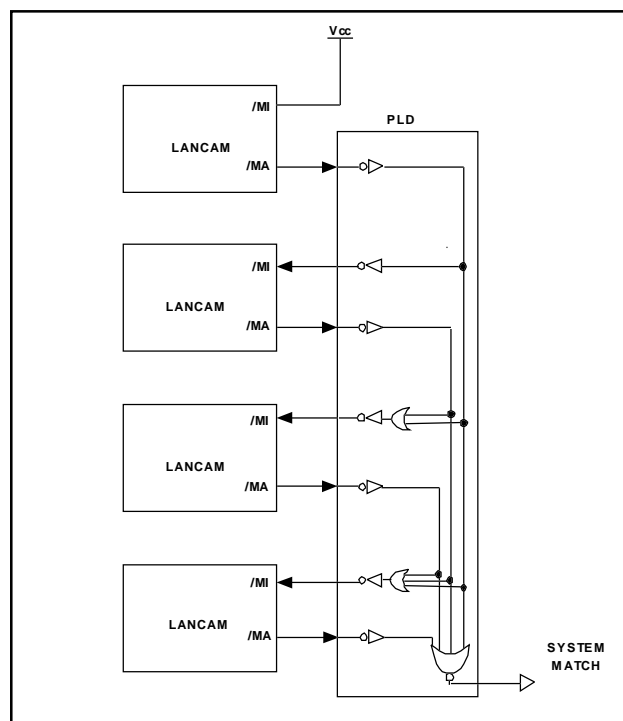 Vcc
/MI
PLD
LANCAM
/MA
/MI
LANCAM
/MA
/MI
LANCAM
/MA
/MI
LANCAM
/MA
SYSTEM
MATCH